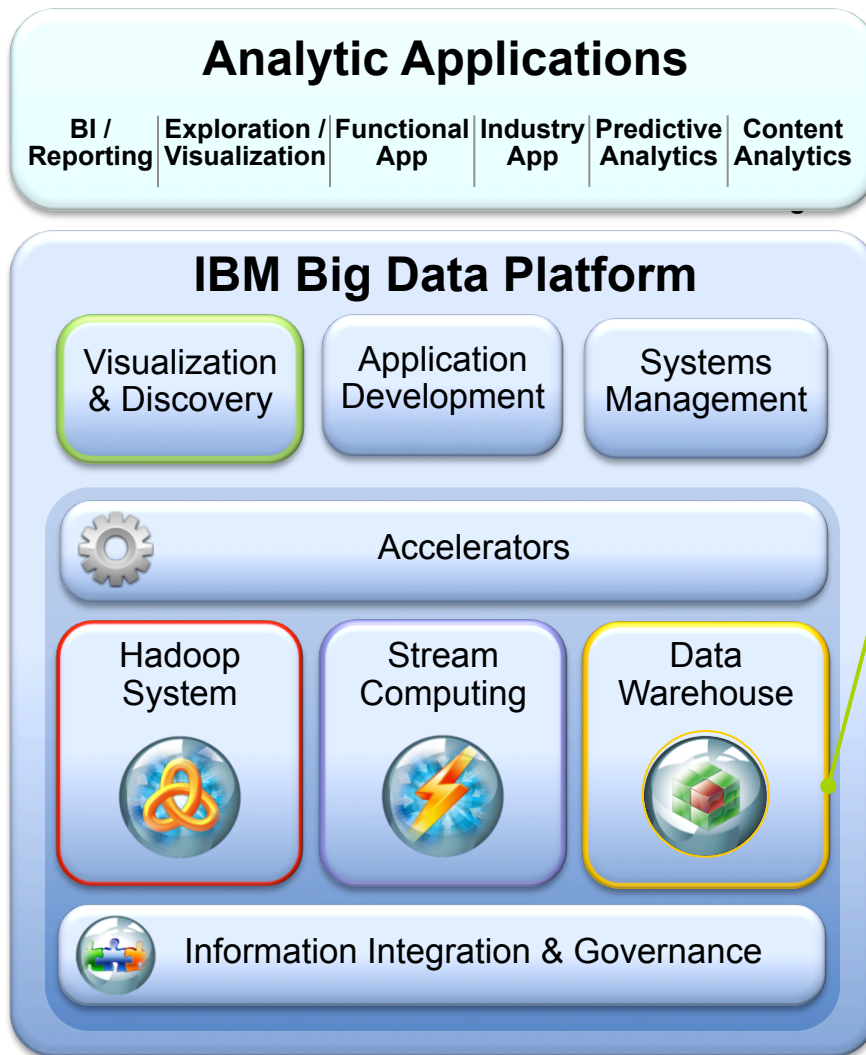 Analytic Applications
BI / Exploration / Functional Industry Predictive Content
Reporting Visualization App App Analytics Analytics
IBM Big Data Platform
Visualization Application Systems
& Discovery Development Management
Accelerators
Hadoop Stream Data
System Computing Warehouse
Information Integration & Governance